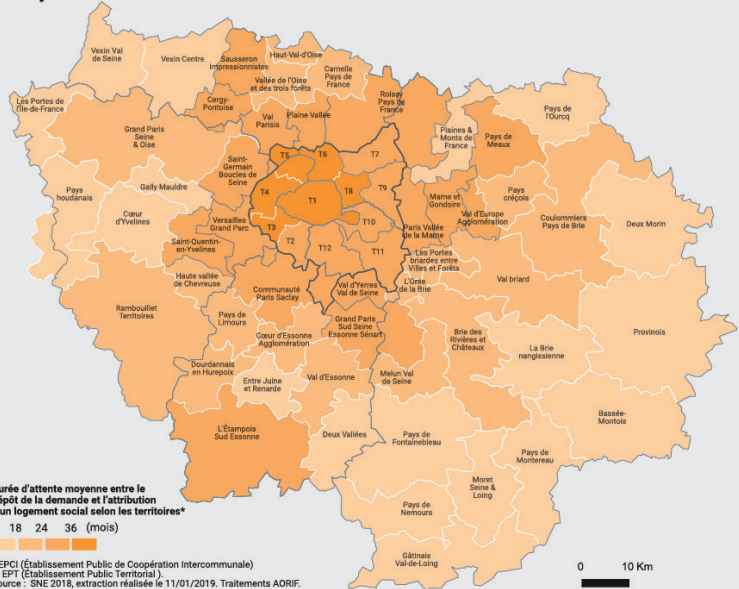 Vexin Val
de Seine
Vexin Centre
Sausseron
Impressionnistes
Haut-Val-d'Oise
Carnelle
Pays de
France
Vallée de l'Oise
et des trois forêts
Roissy
Pays de
France
Les Portes de
l'Ile-de-France
Cergy-
Pontoise
Val
Parisis
Plaine Vallée
Pays de
l'Ourcq
Grand Paris
Seine
& Oise
Plaines &
Monts de
France
Pays de
Meaux
T5
T6
T7
Saint-
Germain
Boucles de
Seine
T4
T1
T8
T9
Pays
houdanais
Gally Mauldre
Cœur
d'Yvelines
Versailles
Grand Parc
T3
T2
T10
T12
T11
Marne et
Gondoire
Val d'Europe
Agglomération
Pays
créçois
Coulommiers
Pays de Brie
Deux Morin
Paris Vallée
de la Marne
Saint-Quentin-
en-Yvelines
Les Portes
briardes entre
Villes et Forêts
Haute vallée
de Chevreuse
Communauté
Paris Saclay
Val d'Yerres
Val de Seine
L'Orée
de la Brie
Val briard
Rambouillet
Territoires
Pays de
Limours
Grand Paris
Sud Seine
Essonne Sénart
Cœur d'Essonne
Agglomération
Brie des
Rivières et
Châteaux
La Brie
nangissienne
Provinois
Dourdannais
en Hurepoix
Entre Juine
et Renarde
Val d'Essonne
Melun Val
de Seine
L'Étampois
Sud Essonne
Deux Vallées
Pays de
Fontainebleau
Bassée-
Montois
Pays de
Montereau
Moret
Seine &
Loing
Pays de
Nemours
Gâtinais
Val-de-Loing
urée d'attente moyenne entre le
épôt de la demande et l'attribution
un logement social selon les territoires*
18 24 36 (mois)
EPCI (Établissement Public de Coopération Intercommunale)
EPT (Établissement Public Territorial ).
ource : SNE 2018, extraction réalisée le 11/01/2019. Traitements AORIF.
0 10 Km